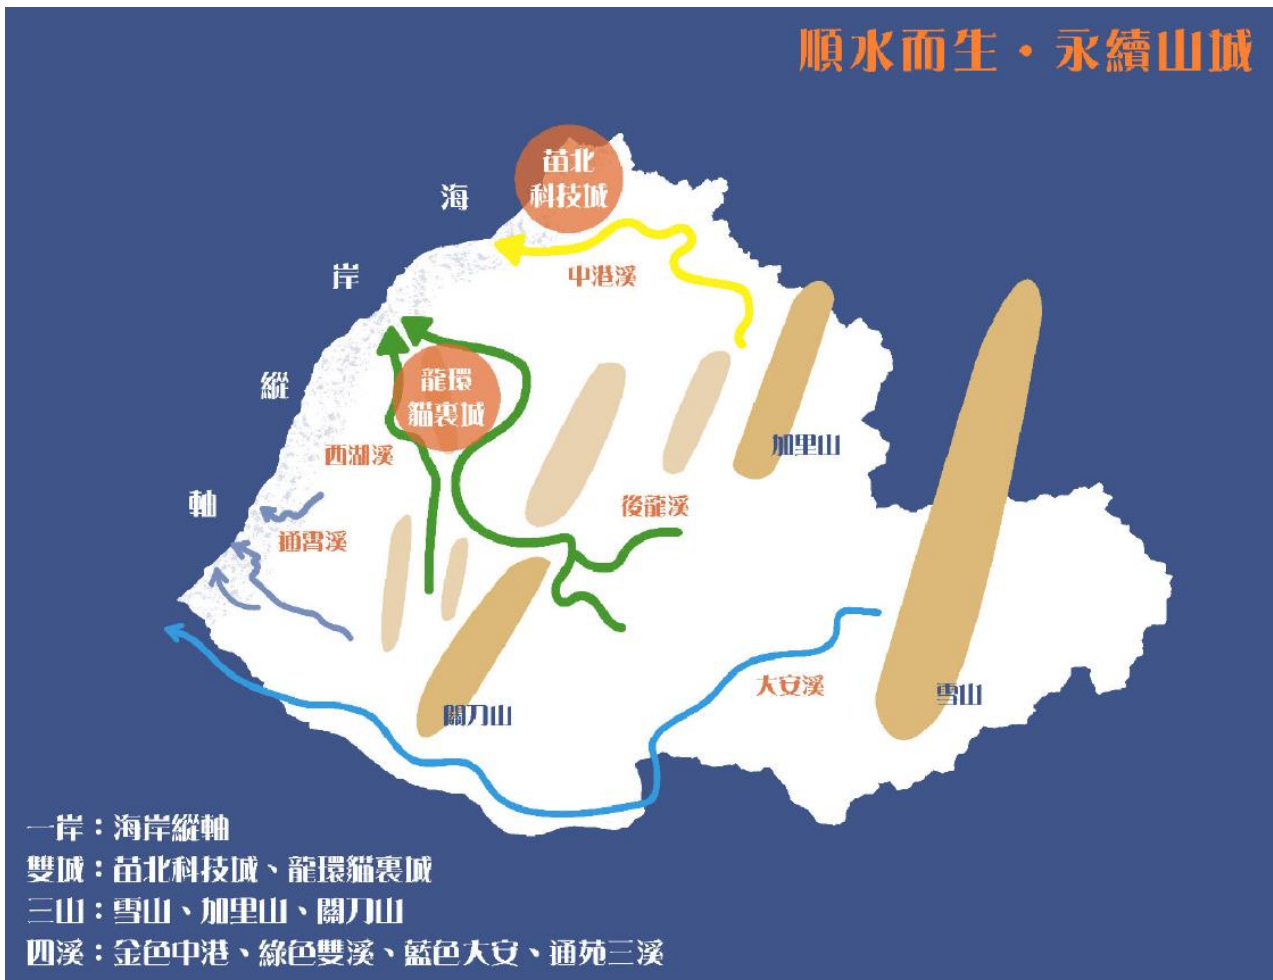 順水而生・永續山城
苗北
科技城
海
岸
縱
軸
中港溪
龍環
貓裏城
加里山
西湖溪
後龍溪
通霄溪
大安溪
雪山
關刀山
一岸：海岸縱軸
雙城：苗北科技城、龍環貓裏城
三山：雪山、加里山、關刀山
四溪：金色中港、綠色雙溪、藍色大安、通苑三溪